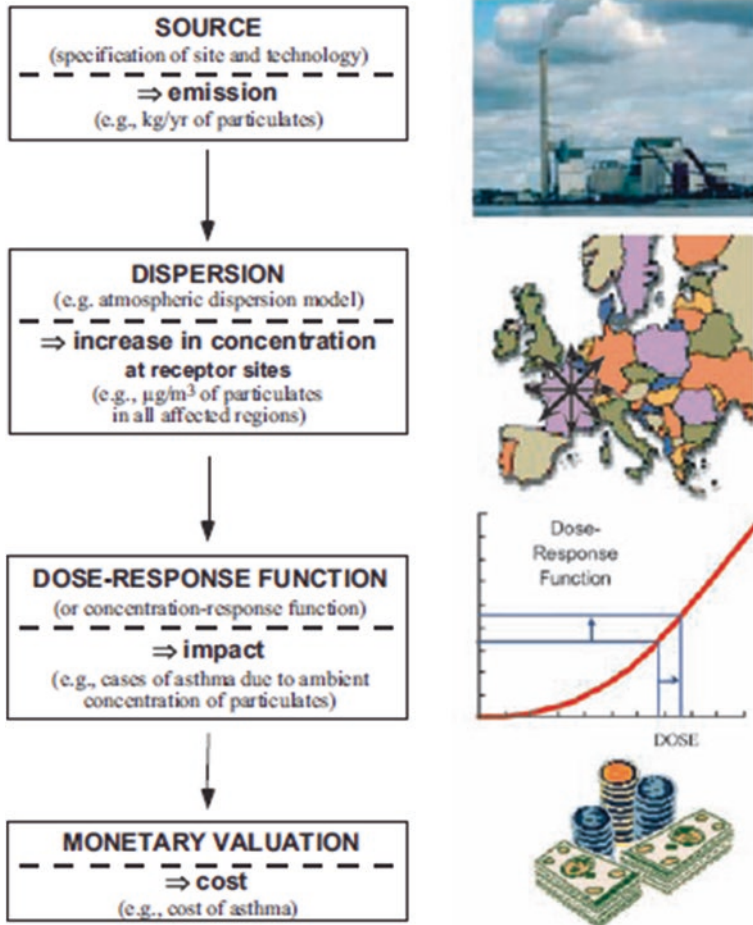 SOURCE
(specification of site and technology)
⇒ emission
(e.g., kg/yr of particulates)
DISPERSION
(e.g. atmospheric dispersion model)
⇒ increase in concentration
at receptor sites
(e.g., µg/m³ of particulates
in all affected regions)
DOSE-RESPONSE FUNCTION
(or concentration-response function)
⇒ impact
(e.g., cases of asthma due to ambient
concentration of particulates)
MONETARY VALUATION
⇒ cost
(e.g., cost of asthma)
Dose-
Response
Function
DOSE